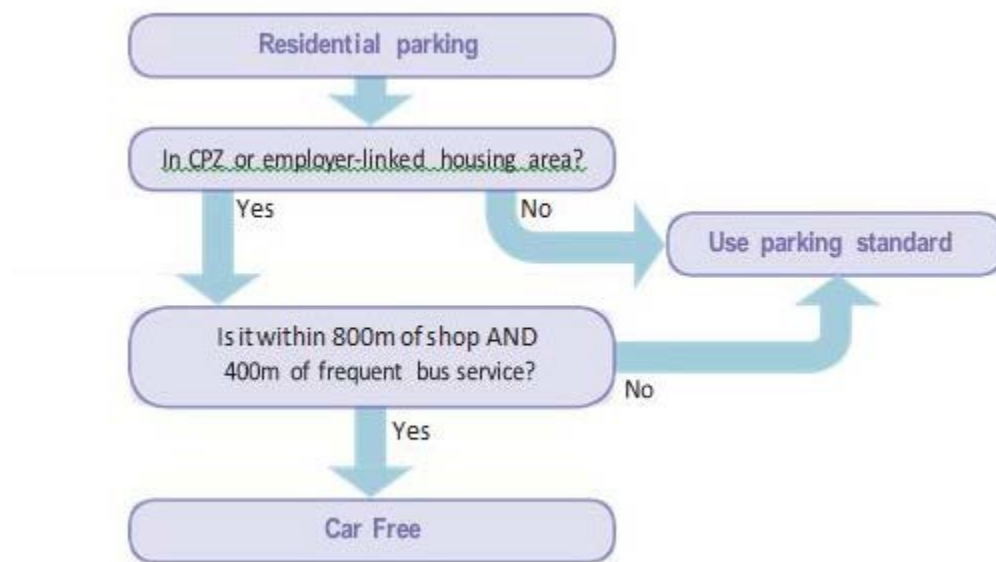 Residential parking
In CPZ or employer-linked housing area?
Yes
No
Use parking standard
Is it within 800m of shop AND
400m of frequent bus service?
No
Yes
Car Free